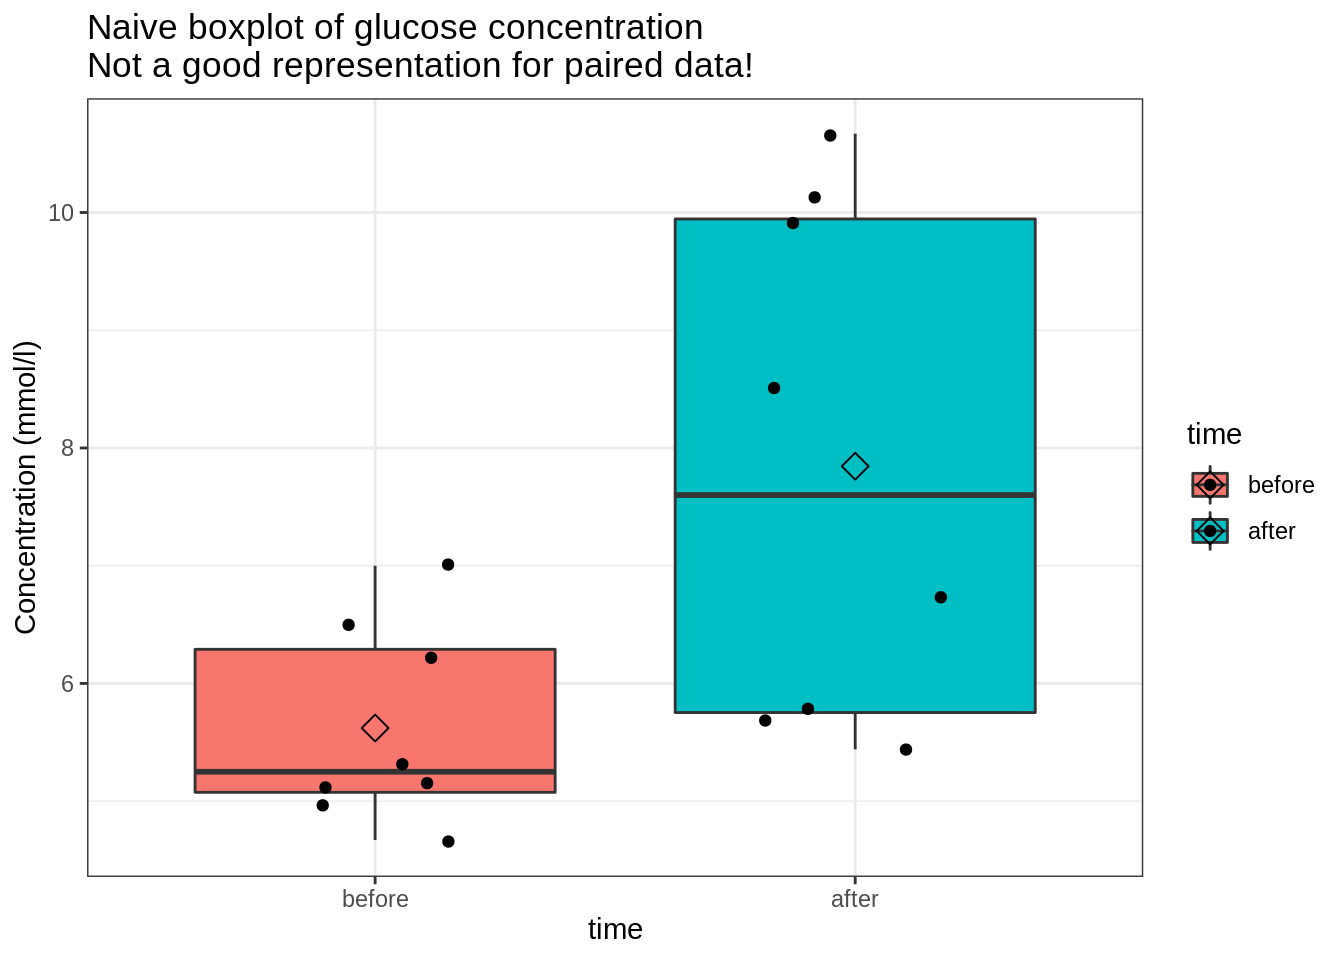 Naive boxplot of glucose concentration
Not a good representation for paired data!
Concentration (mmol/l)
10
8
6
before
after
time
time
before
after